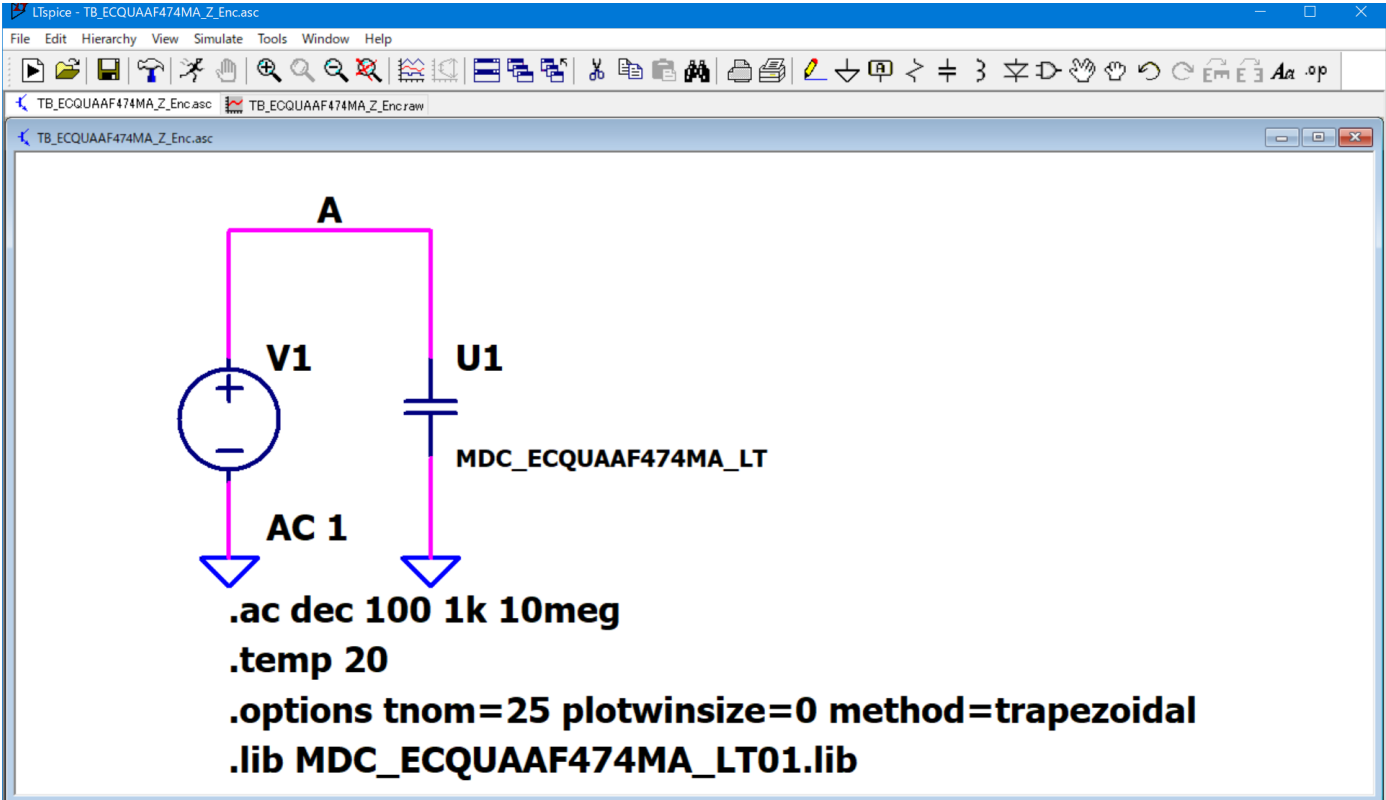 LTspice - TB_ECQUAAF474MA_Z_Enc.asc
File Edit Hierarchy View Simulate Tools Window Help
Aa .op
TB_ECQUAAF474MA_Z_Enc.asc TB_ECQUAAF474MA_Z_Enc.raw
TB_ECQUAAF474MA_Z_Enc.asc
A
V1 U1
MDC_ECQUAAF474MA_LT
AC 1
.ac dec 100 1k 10meg
.temp 20
.options tnom=25 plotwinsize=0 method=trapezoidal
.lib MDC_ECQUAAF474MA_LT01.lib